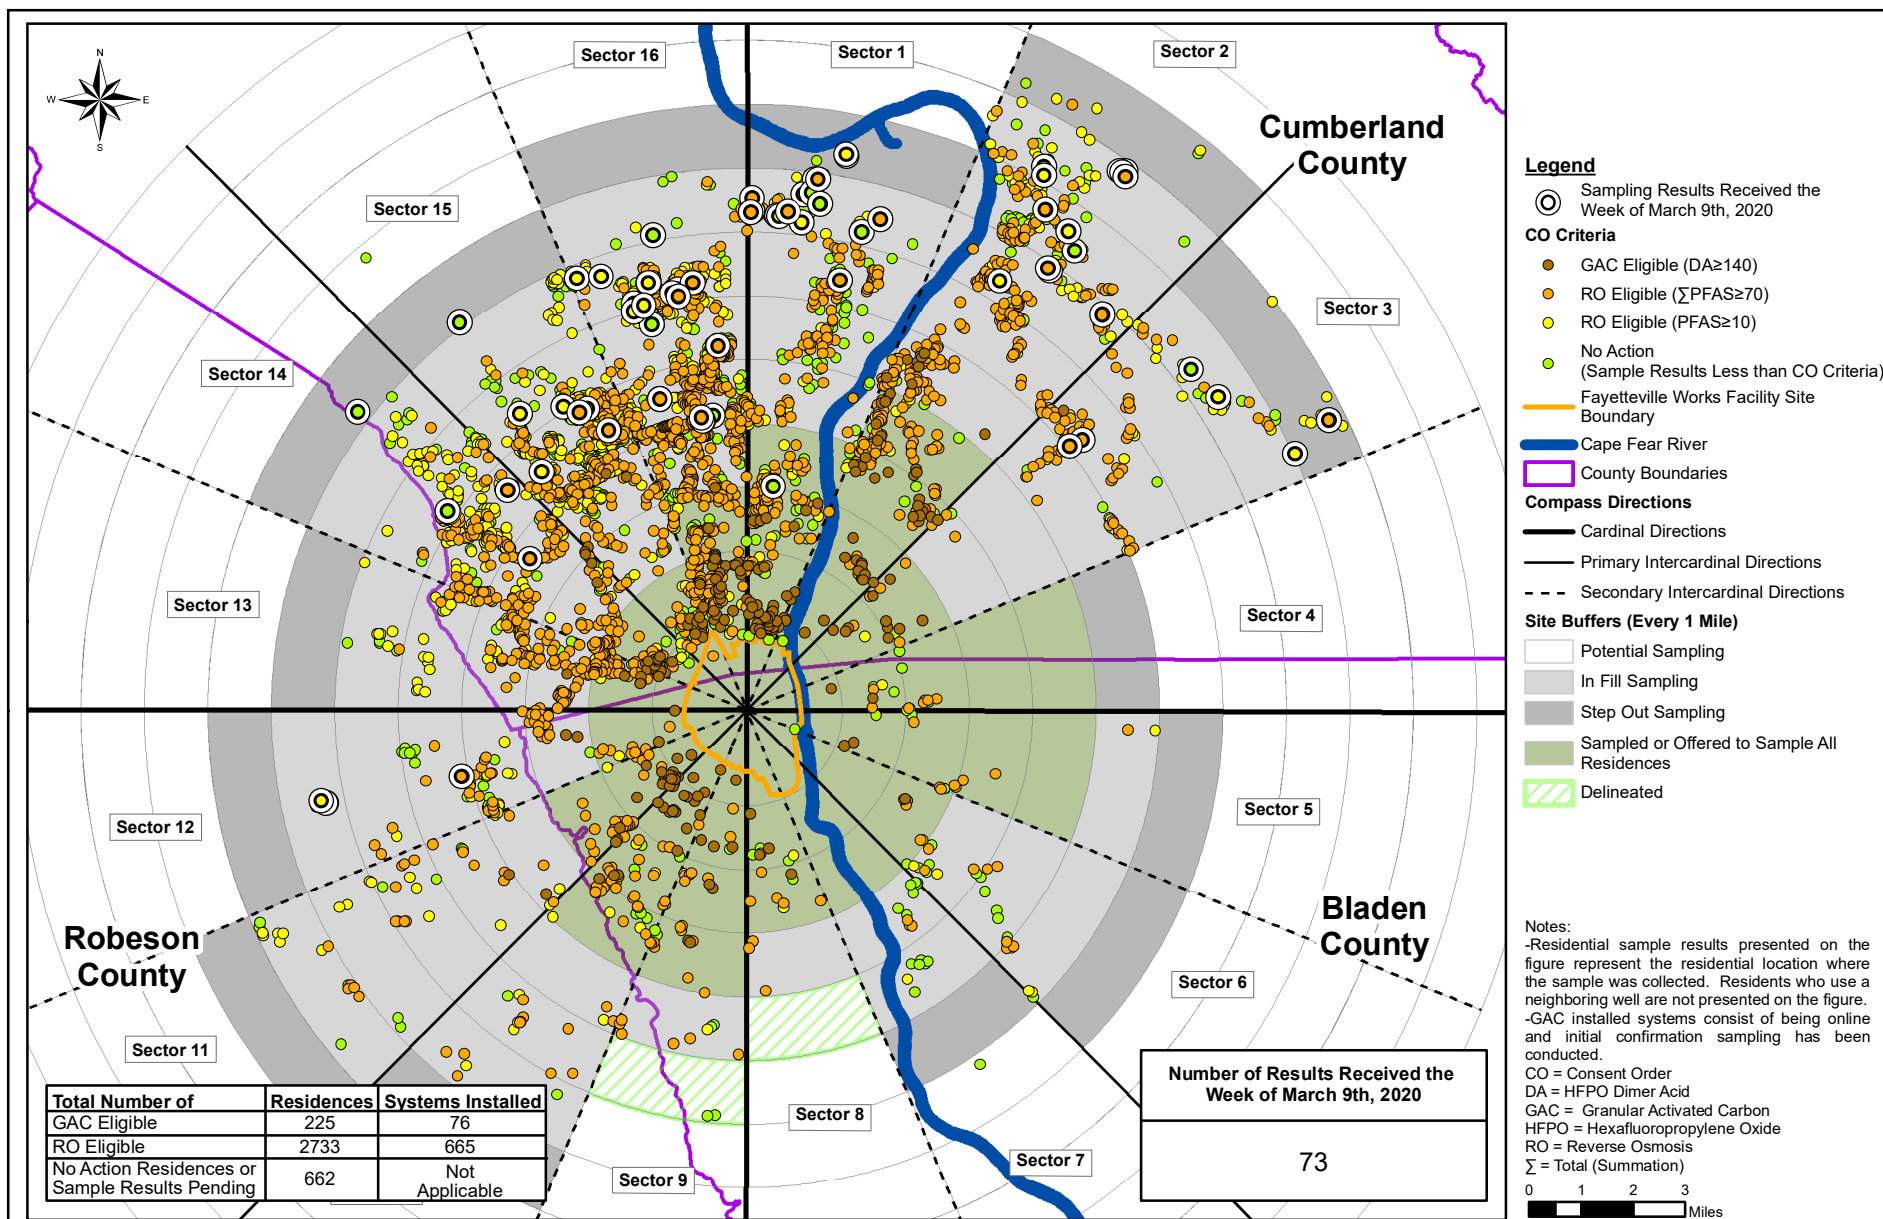 Sector 16
Sector 1
Sector 2
N
W
E
S
Cumberland
County
Sector 15
Sector 3
Sector 14
Sector 13
Sector 4
Sector 12
Sector 5
Robeson
County
Bladen
County
Sector 6
Sector 11
Sector 8
Sector 7
Sector 9
Total Number of Residences Systems Installed
GAC Eligible 225 76
RO Eligible 2733 665
No Action Residences or
Sample Results Pending 662 Not
Applicable
Number of Results Received the
Week of March 9th, 2020
73
Legend
Sampling Results Received the
Week of March 9th, 2020
CO Criteria
GAC Eligible (DA≥140)
RO Eligible (∑PFAS≥70)
RO Eligible (PFAS≥10)
No Action
(Sample Results Less than CO Criteria)
Fayetteville Works Facility Site
Boundary
Cape Fear River
County Boundaries
Compass Directions
Cardinal Directions
Primary Intercardinal Directions
Secondary Intercardinal Directions
Site Buffers (Every 1 Mile)
Potential Sampling
In Fill Sampling
Step Out Sampling
Sampled or Offered to Sample All
Residences
Delineated
Notes:
-Residential sample results presented on the
figure represent the residential location where
the sample was collected. Residents who use a
neighboring well are not presented on the figure.
-GAC installed systems consist of being online
and initial confirmation sampling has been
conducted.
CO = Consent Order
DA = HFPO Dimer Acid
GAC = Granular Activated Carbon
HFPO = Hexafluoropropylene Oxide
RO = Reverse Osmosis
∑ = Total (Summation)
0 1 2 3
Miles